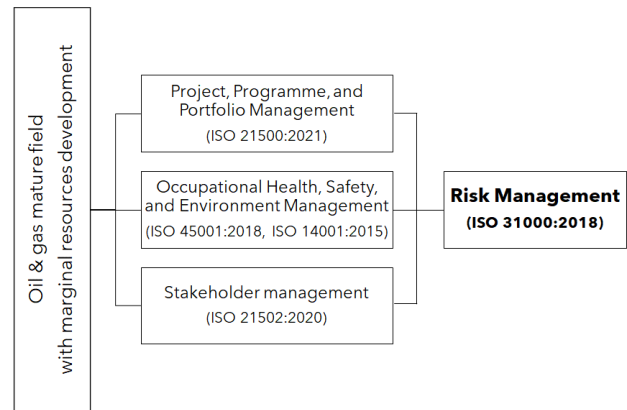 Oil & gas mature field
with marginal resources development
Project, Programme, and
Portfolio Management
(ISO 21500:2021)
Occupational Health, Safety,
and Environment Management
(ISO 45001:2018, ISO 14001:2015)
Stakeholder management
(ISO 21502:2020)
Risk Management
(ISO 31000:2018)